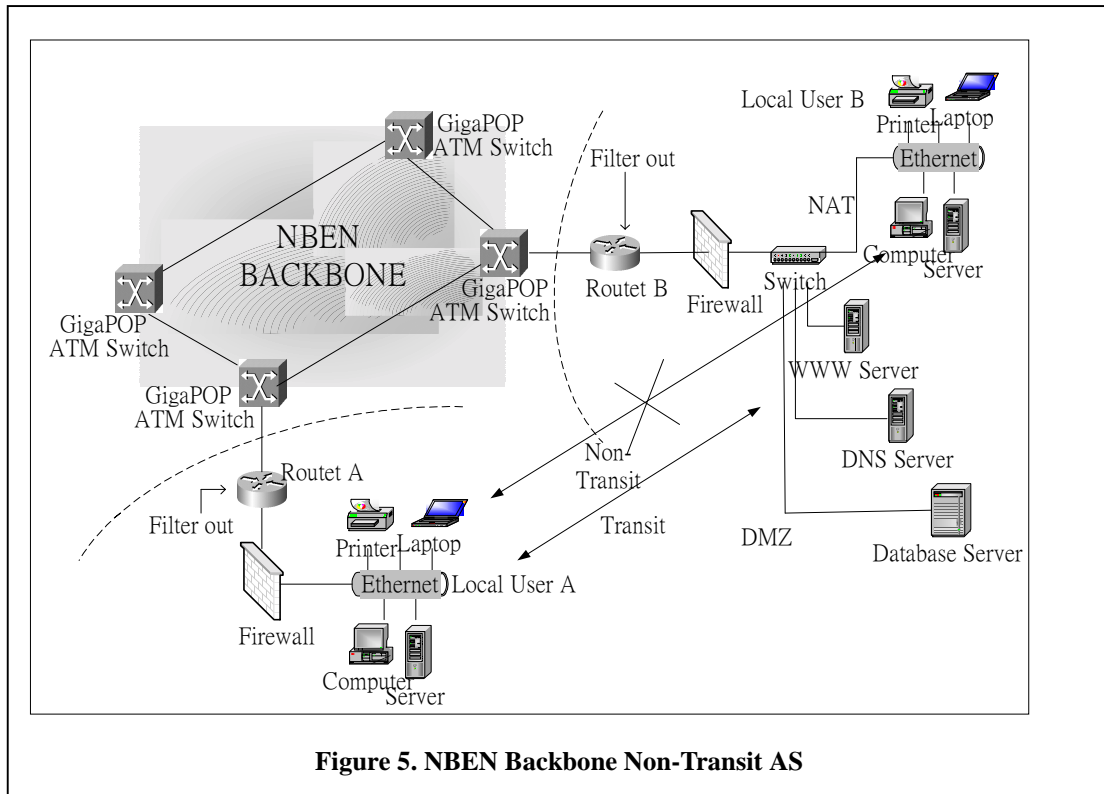 Local User B
Printer
Laptop
Ethernet
NAT
Computer
Server
GigaPOP
ATM Switch
Filter out
NBEN
BACKBONE
GigaPOP
ATM Switch
Routet B
Firewall
Switch
GigaPOP
ATM Switch
WWW Server
GigaPOP
ATM Switch
DNS Server
Non-
Transit
Routet A
Filter out
Transit
DMZ
Database Server
Printer
Laptop
Ethernet
Local User A
Firewall
Computer
Server
Figure 5. NBEN Backbone Non-Transit AS